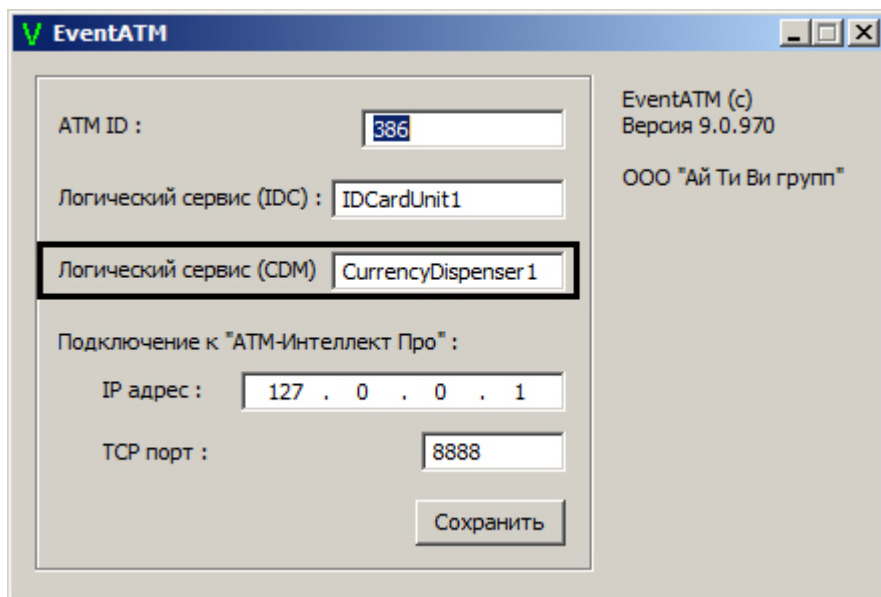 EventATM
ATM ID :
386
Логический сервис (IDC) :
IDCardUnit1
Логический сервис (CDM)
CurrencyDispenser1
Подключение к "АТМ-Интеллект Про" :
IP адрес :
127 . 0 . 0 . 1
TCP порт :
8888
Сохранить
EventATM (c)
Версия 9.0.970
ООО "Ай Ти Ви групп"